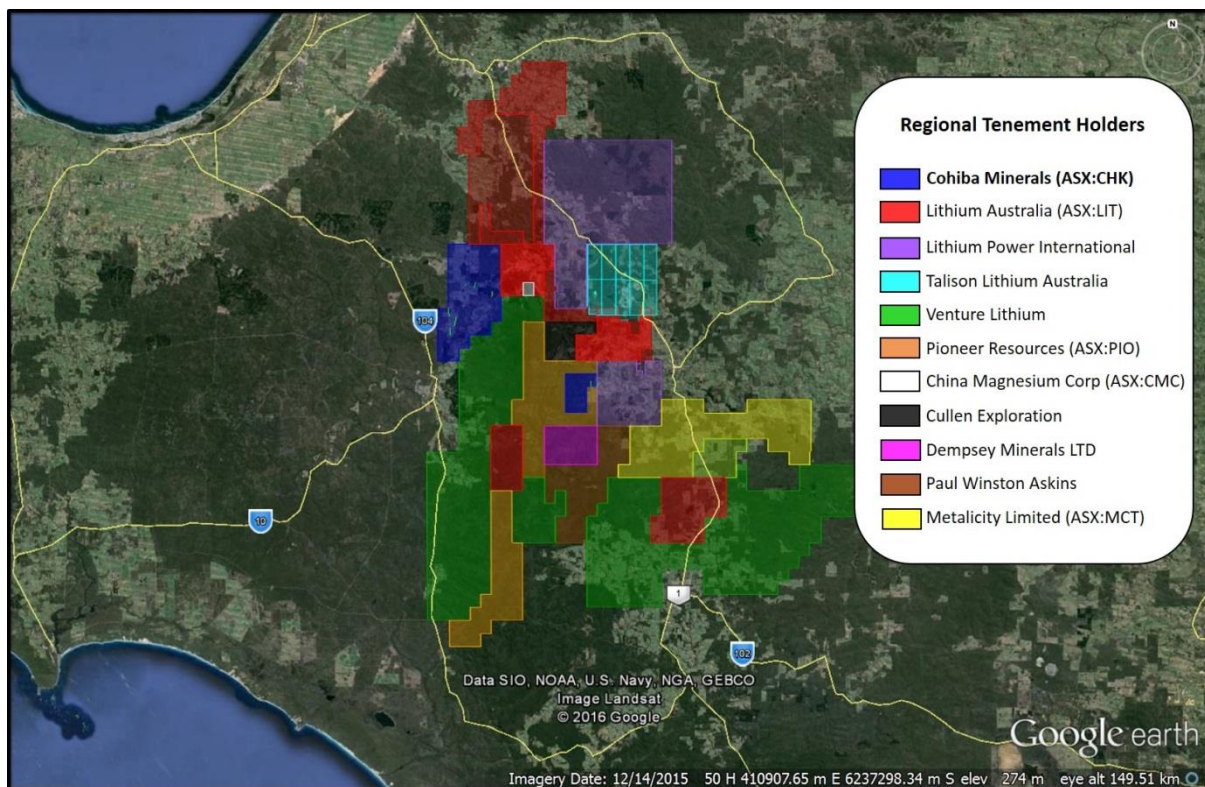 N
Regional Tenement Holders
Cohiba Minerals (ASX:CHK)
Lithium Australia (ASX:LIT)
Lithium Power International
Talison Lithium Australia
Venture Lithium
Pioneer Resources (ASX:PIO)
China Magnesium Corp (ASX:CMC)
Cullen Exploration
Dempsey Minerals LTD
Paul Winston Askins
Metalicity Limited (ASX:MCT)
104
10
1
102
Data SIO, NOAA, U.S. Navy, NGA, GEBCO
Image Landsat
© 2016 Google
Google earth
Imagery Date: 12/14/2015 50 H 410907.65 m E 6237298.34 m S elev 274 m eye alt 149.51 km